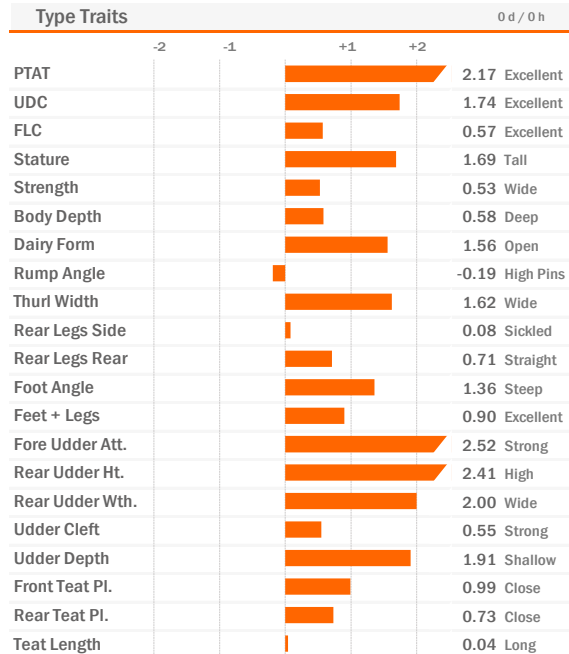 Type Traits 0 d / 0 h
-2 -1 +1 +2
PTAT 2.17 Excellent
UDC 1.74 Excellent
FLC 0.57 Excellent
Stature 1.69 Tall
Strength 0.53 Wide
Body Depth 0.58 Deep
Dairy Form 1.56 Open
Rump Angle -0.19 High Pins
Thurl Width 1.62 Wide
Rear Legs Side 0.08 Sickled
Rear Legs Rear 0.71 Straight
Foot Angle 1.36 Steep
Feet + Legs 0.90 Excellent
Fore Udder Att. 2.52 Strong
Rear Udder Ht. 2.41 High
Rear Udder Wth. 2.00 Wide
Udder Cleft 0.55 Strong
Udder Depth 1.91 Shallow
Front Teat Pl. 0.99 Close
Rear Teat Pl. 0.73 Close
Teat Length 0.04 Long